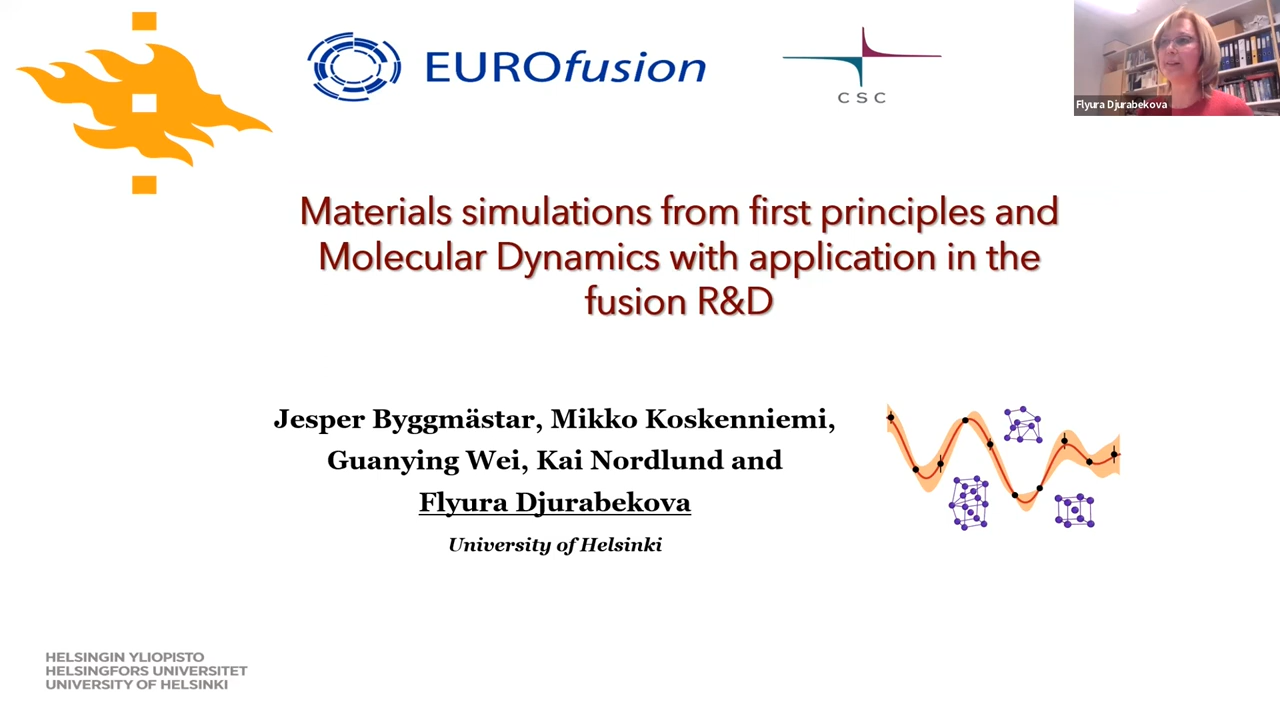 EUROfusion
CSC
Flyura Djurabekova
Materials simulations from first principles and
Molecular Dynamics with application in the
fusion R&D
Jesper Byggmästar, Mikko Koskenniemi,
Guanying Wei, Kai Nordlund and
Flyura Djurabekova
University of Helsinki
HELSINGIN YLIOPISTO
HELSINGFORS UNIVERSITET
UNIVERSITY OF HELSINKI